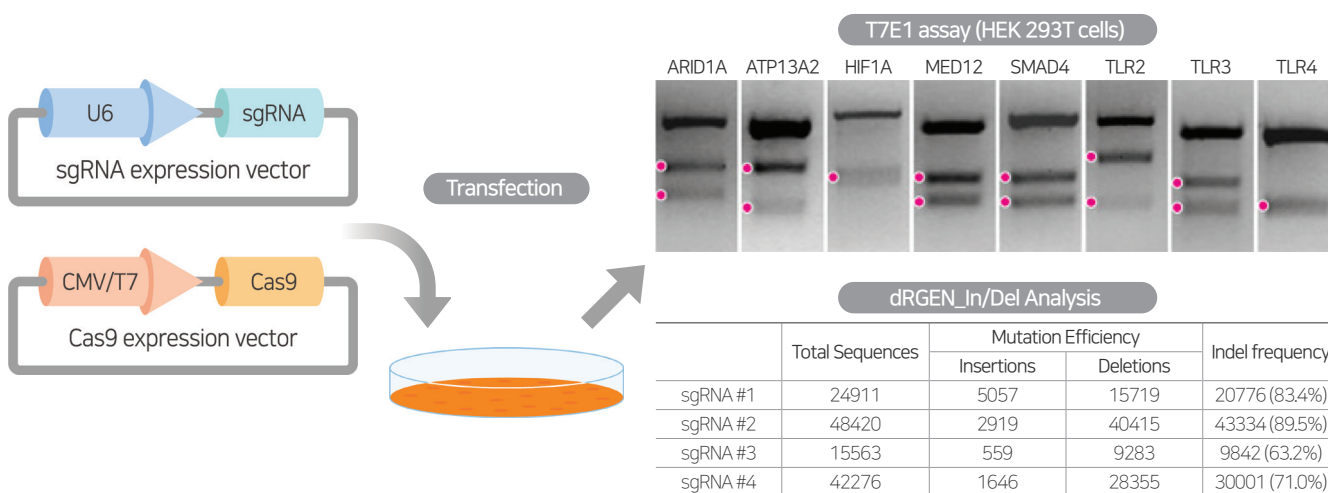 U6
sgRNA
sgRNA expression vector
CMV/T7
Cas9
Cas9 expression vector
Transfection
T7E1 assay (HEK 293T cells)
ARID1A ATP13A2 HIF1A MED12 SMAD4 TLR2 TLR3 TLR4
dRGEN_In/Del Analysis
Total Sequences Mutation Efficiency Indel frequency
Insertions Deletions
sgRNA #1 24911 5057 15719 20776 (83.4%)
sgRNA #2 48420 2919 40415 43334 (89.5%)
sgRNA #3 15563 559 9283 9842 (63.2%)
sgRNA #4 42276 1646 28355 30001 (71.0%)